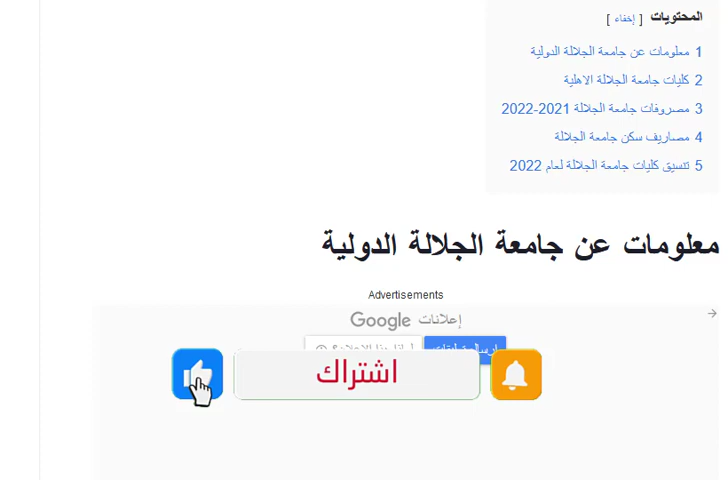 المحتويات [ إخفاء ]
1 معلومات عن جامعة الجلالة الدولية
2 كليات جامعة الجلالة الاهلية
3 مصروفات جامعة الجلالة 2021-2022
4 مصاريف سكن جامعة الجلالة
5 تنسيق كليات جامعة الجلالة لعام 2022
معلومات عن جامعة الجلالة الدولية
Advertisements
إعلانات Google
اشتراك